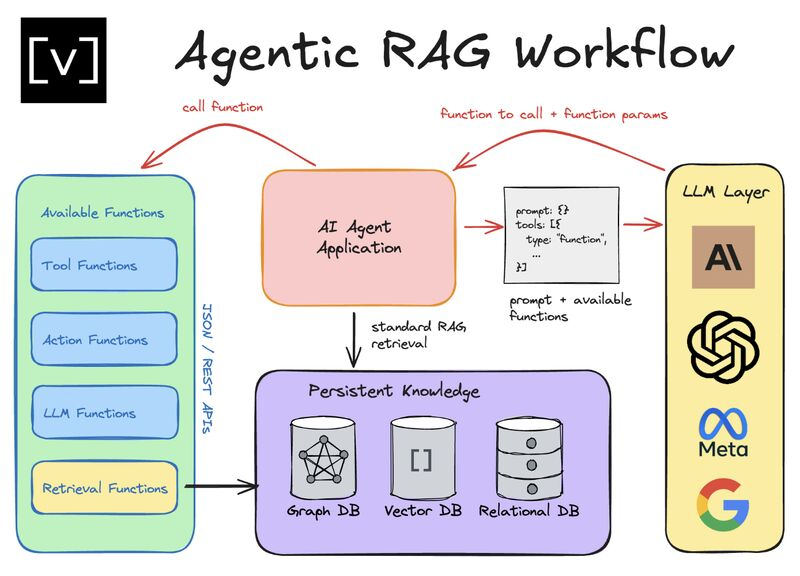 [v]
Agentic RAG Workflow
call function
function to call + function params
Available Functions
Tool Functions
Action Functions
LLM Functions
Retrieval Functions
JSON / REST APIs
AI Agent
Application
prompt: {}
tools: [{
type: "function",
...
}]
prompt + available
functions
standard RAG
retrieval
Persistent Knowledge
[]
Graph DB
Vector DB
Relational DB
LLM Layer
A\
Meta
G